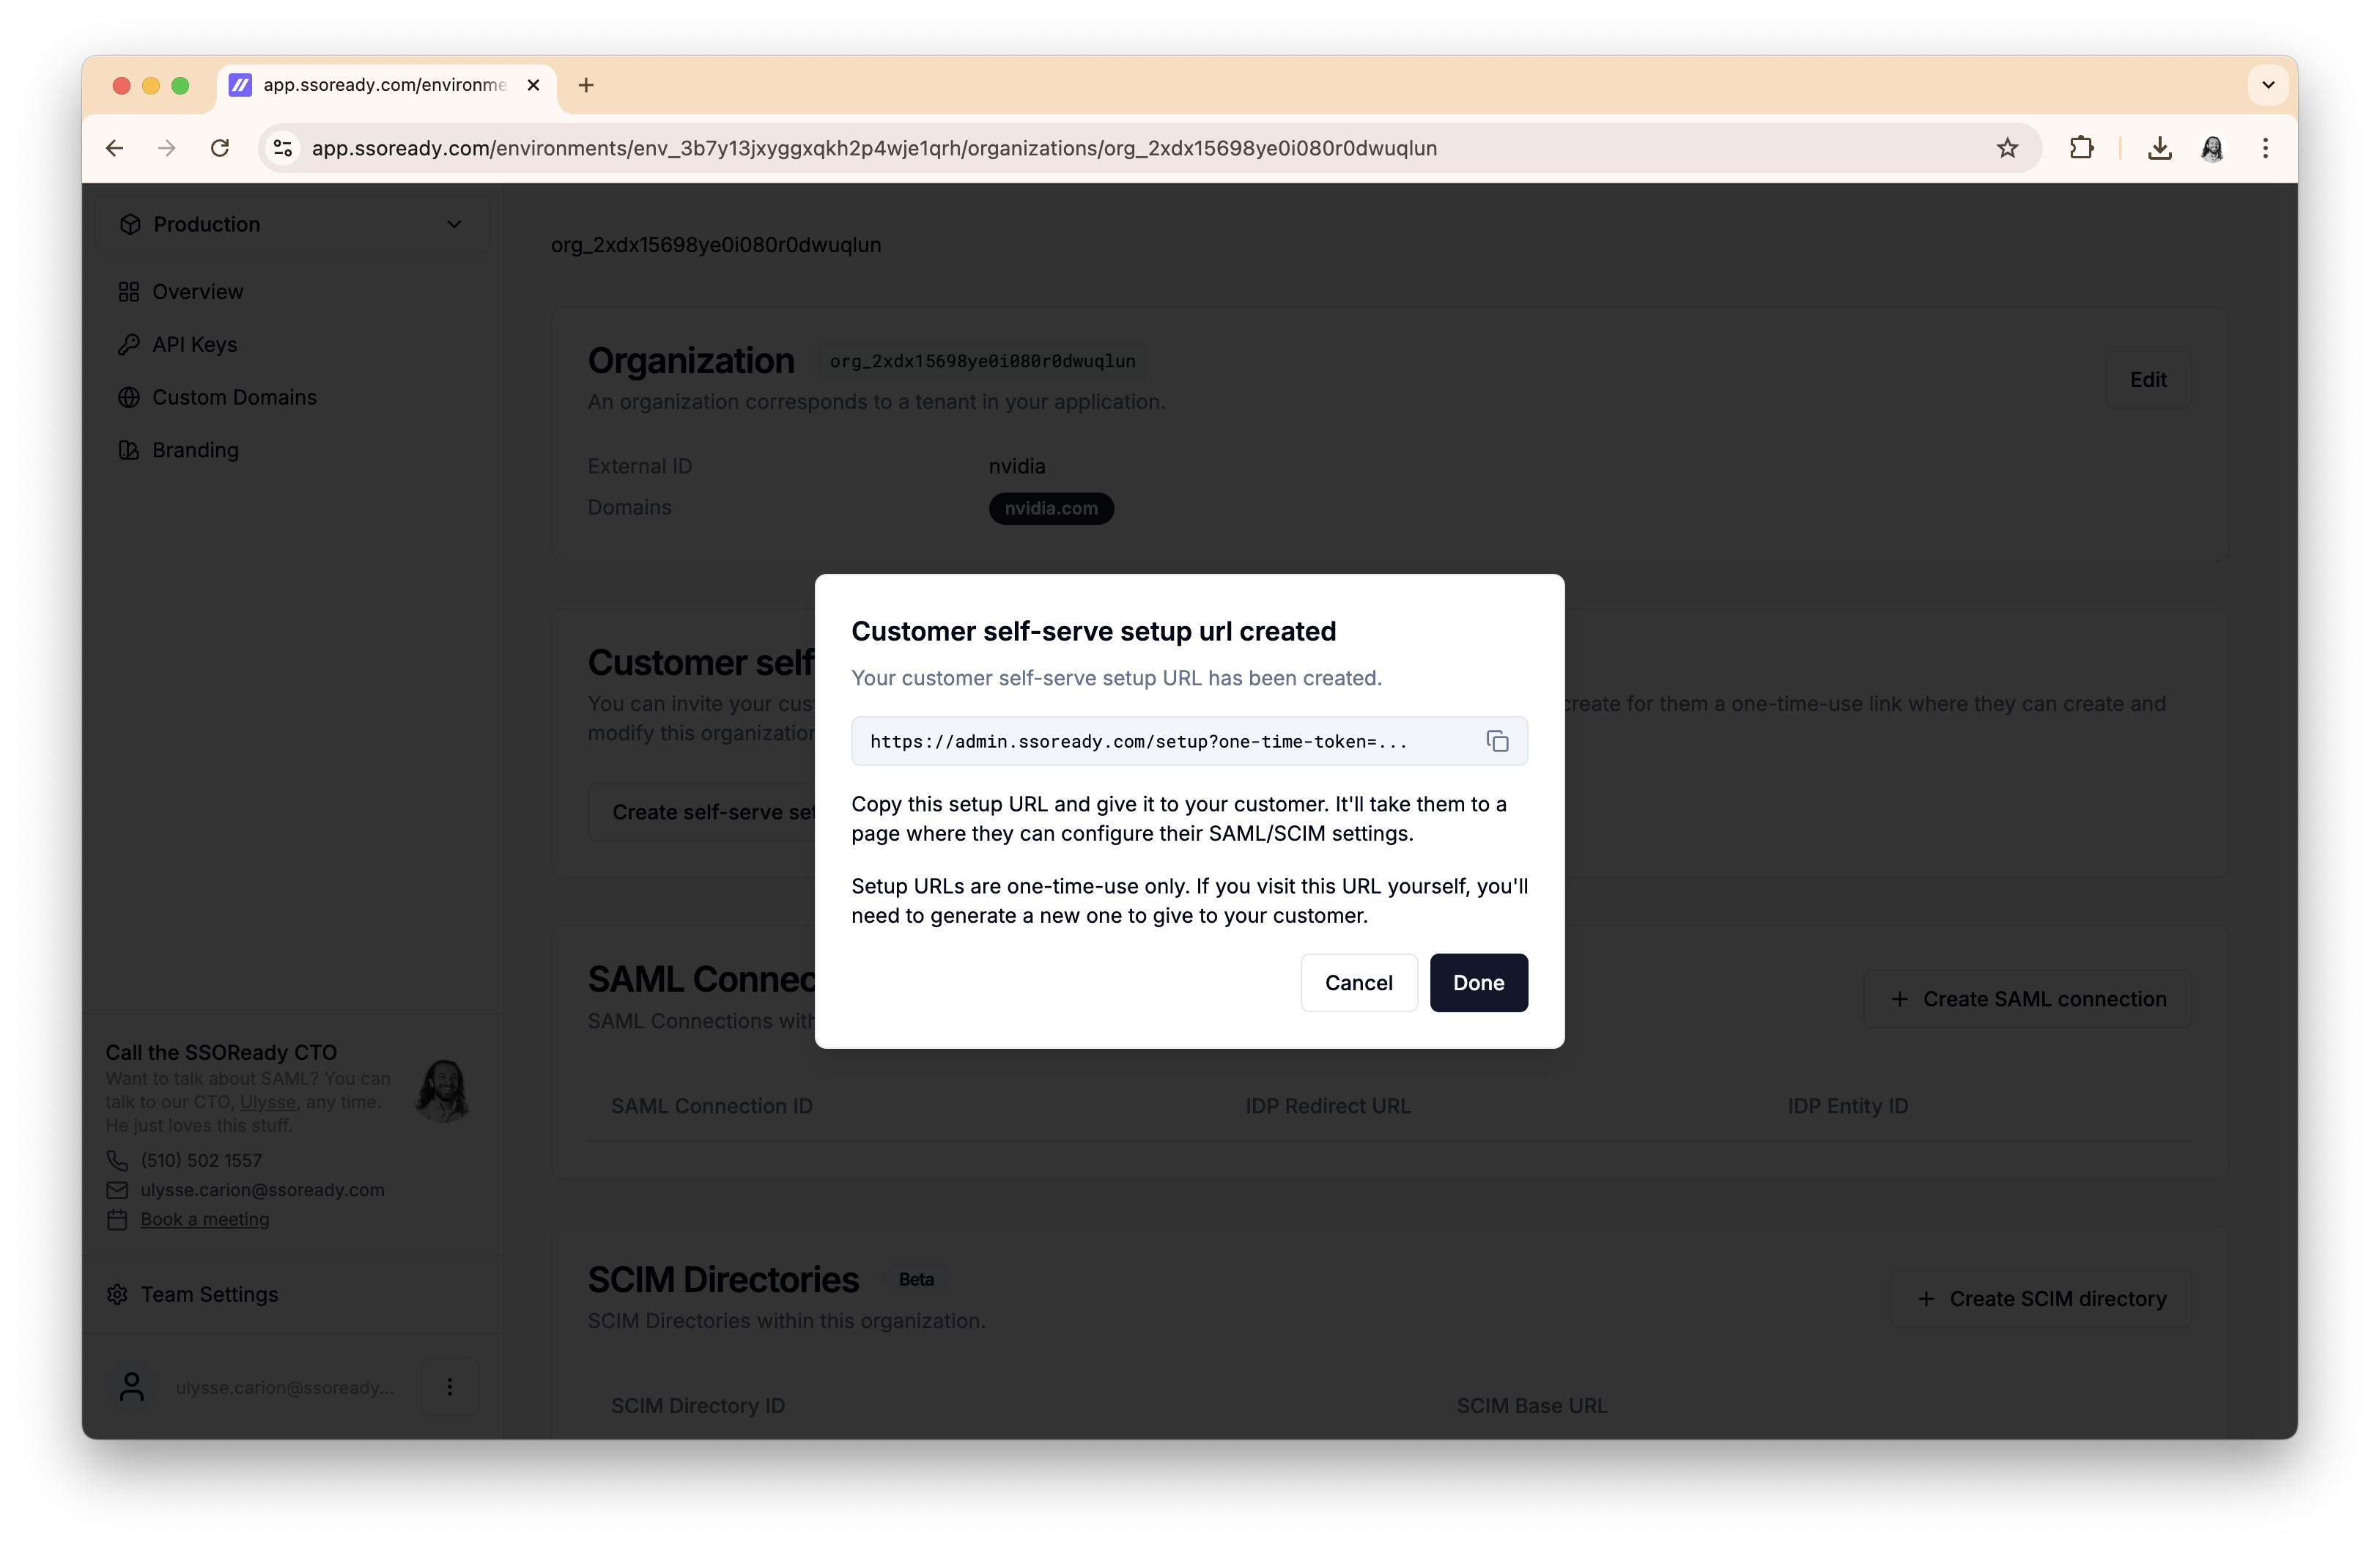 app.ssoready.com/environme
app.ssoready.com/environments/env_3b7y13jxyggxqkh2p4wje1qrh/organizations/org_2xdx15698ye0i080r0dwuqlun
Production
Overview
API Keys
Custom Domains
Branding
Call the SSOReady CTO
Want to talk about SAML? You can
talk to our CTO, Ulysse, any time.
He just loves this stuff.
(510) 502 1557
ulysse.carion@ssoready.com
Book a meeting
Team Settings
ulysse.carion@ssoready...
org_2xdx15698ye0i080r0dwuqlun
Organization org_2xdx15698ye0i080r0dwuqlun
An organization corresponds to a tenant in your application.
Edit
External ID nvidia
Domains nvidia.com
Customer self
You can invite your cus create for them a one-time-use link where they can create and
modify this organization
Create self-serve set
Customer self-serve setup url created
Your customer self-serve setup URL has been created.
https://admin.ssoready.com/setup?one-time-token=...
Copy this setup URL and give it to your customer. It'll take them to a
page where they can configure their SAML/SCIM settings.
Setup URLs are one-time-use only. If you visit this URL yourself, you'll
need to generate a new one to give to your customer.
Cancel Done
SAML Connec
SAML Connections with
Create SAML connection
SAML Connection ID IDP Redirect URL IDP Entity ID
SCIM Directories Beta
SCIM Directories within this organization.
Create SCIM directory
SCIM Directory ID SCIM Base URL